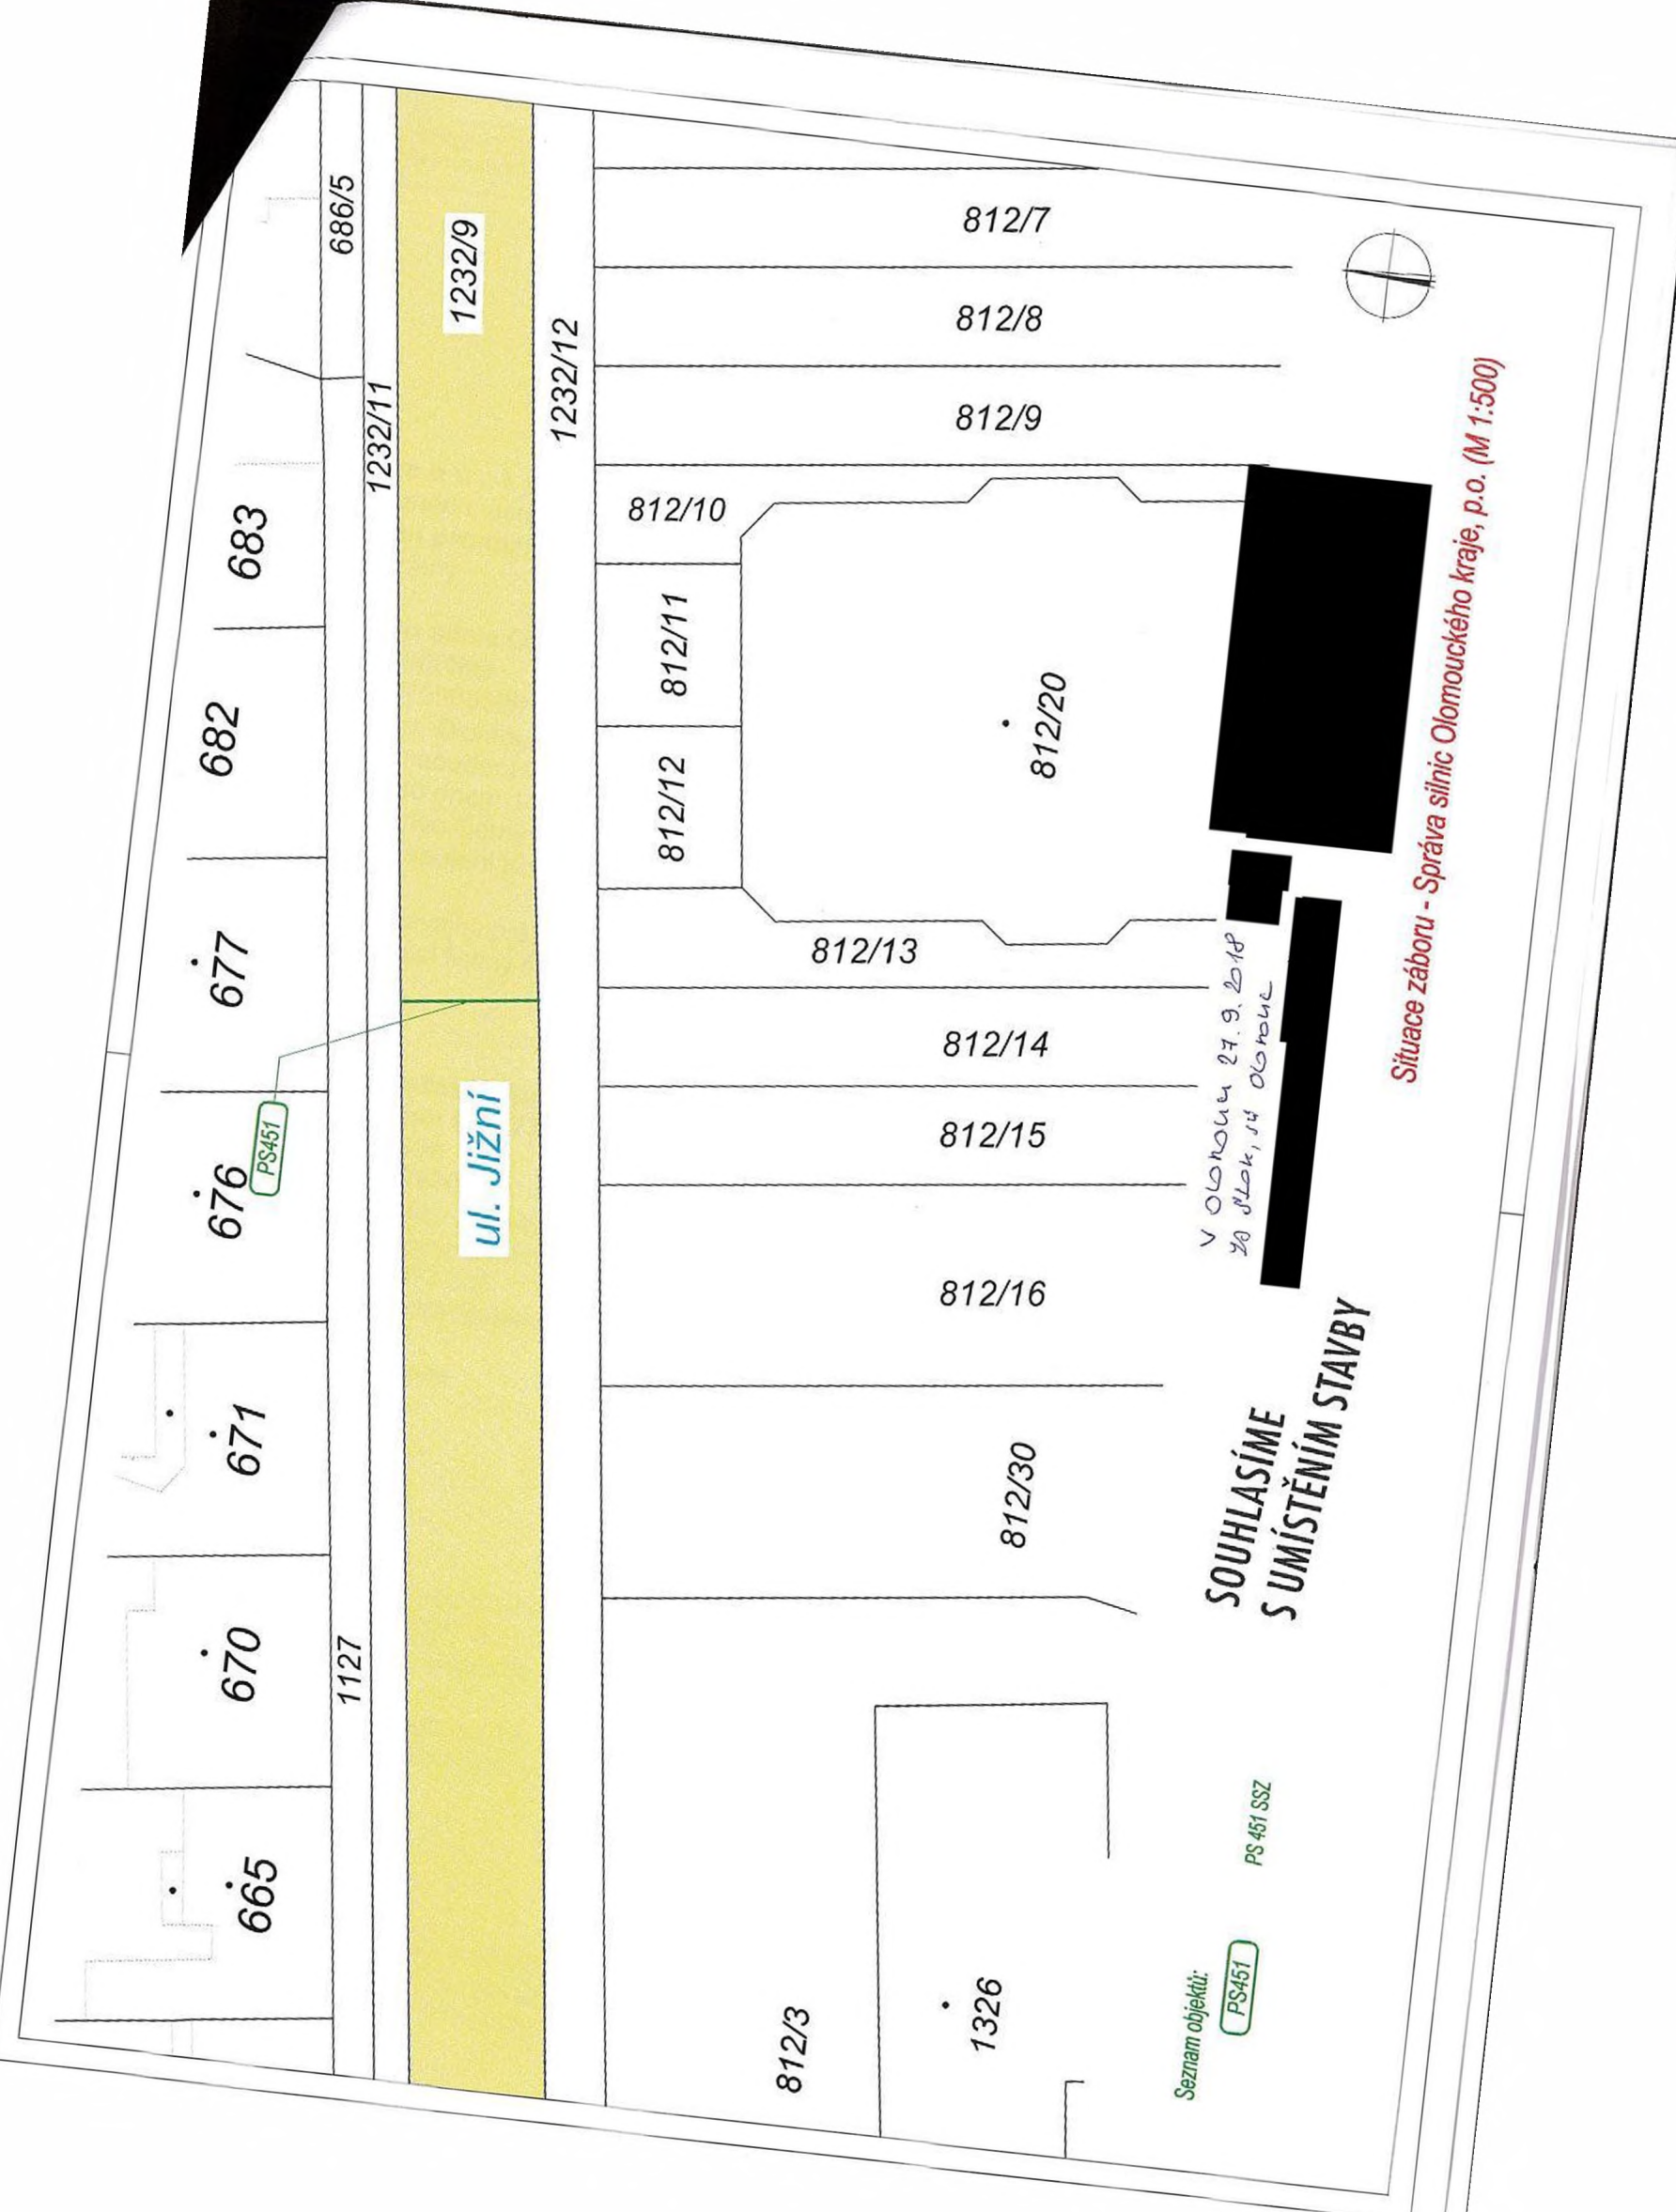 686/5
1232/9
1232/11
1232/12
683
682
677
676
PS451
671
670
665
1127
ul. Jižní
812/7
812/8
812/9
812/10
812/11
812/12
812/20
812/13
812/14
812/15
812/16
812/30
812/3
1326
V Olomouci 27. 9. 2018
Olomouc
SOUHLASÍME
S UMÍSTĚNÍM STAVBY
Situace záboru - Správa silnic Olomouckého kraje, p.o. (M 1:500)
Seznam objektů:
PS451 PS 451 SSZ